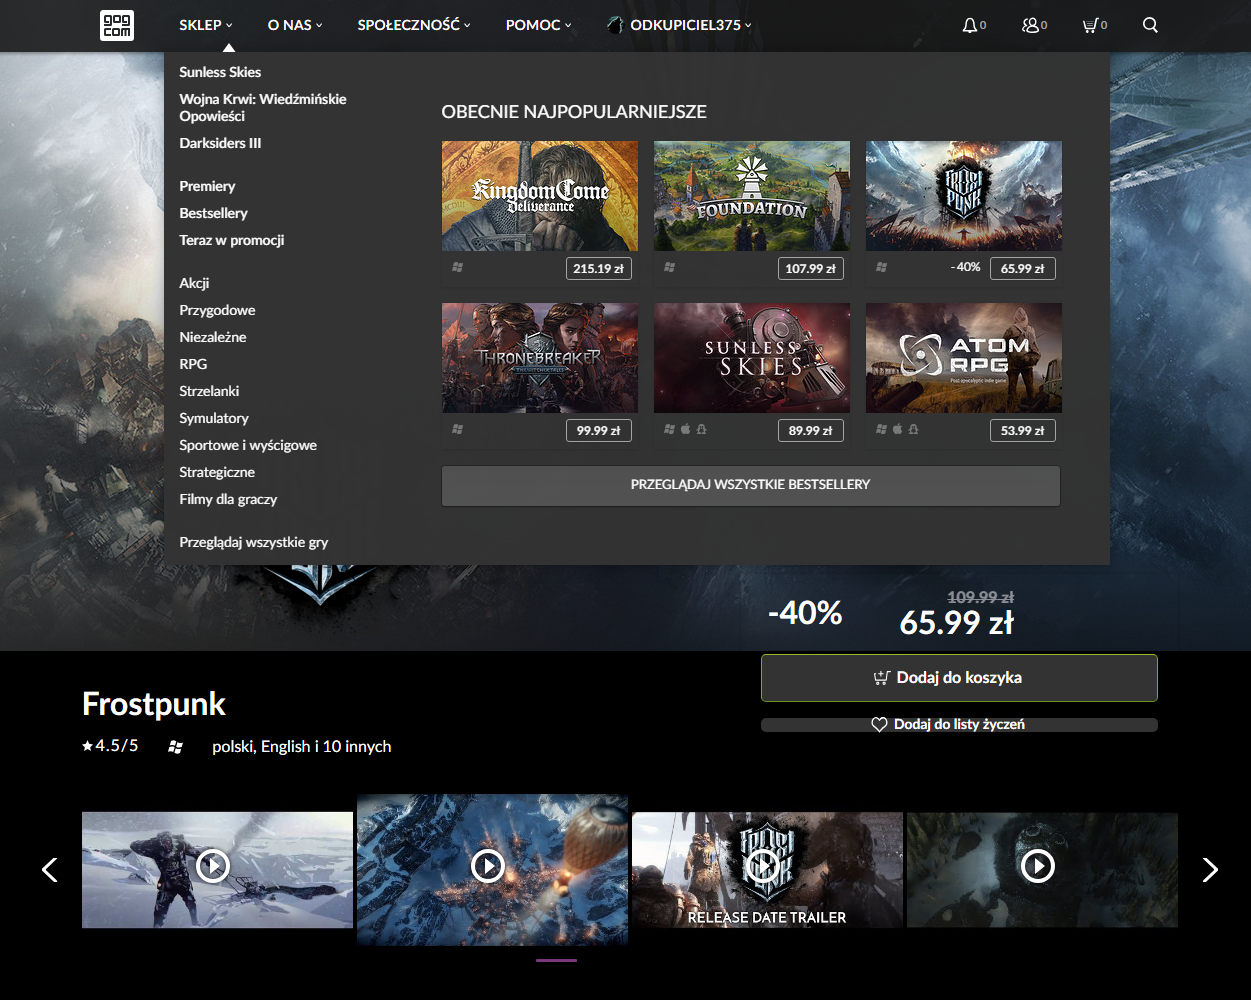 gog
com
SKLEP
O NAS
SPOŁECZNOŚĆ
POMOC
ODKUPICIEL375
0
0
0
Sunless Skies
Wojna Krwi: Wiedźmińskie
Opowieści
Darksiders III
Premiery
Bestsellery
Teraz w promocji
Akcji
Przygodowe
Niezależne
RPG
Strzelanki
Symulatory
Sportowe i wyścigowe
Strategiczne
Filmy dla graczy
Przeglądaj wszystkie gry
OBECNIE NAJPOPULARNIEJSZE
Kingdom Come
Deliverance
FOUNDATION
FROST
PUNK
215.19 zł
107.99 zł
-40%
65.99 zł
THRONEBREAKER
THE WITCHER TALES
SUNLESS
SKIES
ATOM
RPG
Post apocalyptic indie game
99.99 zł
89.99 zł
53.99 zł
PRZEGLĄDAJ WSZYSTKIE BESTSELLERY
-40%
109.99 zł
65.99 zł
Dodaj do koszyka
Dodaj do listy życzeń
Frostpunk
4.5/5
polski, English i 10 innych
FROST
PUNK
RELEASE DATE TRAILER